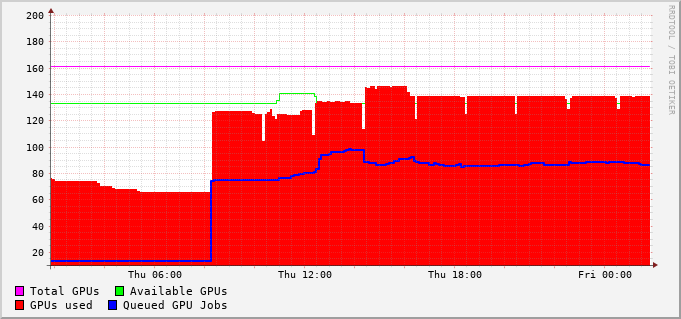 200
180
160
140
120
100
80
60
40
20
Thu 06:00 Thu 12:00 Thu 18:00 Fri 00:00
Total GPUs Available GPUs
GPUs used Queued GPU Jobs
RRDTOOL / TOBI OETIKER